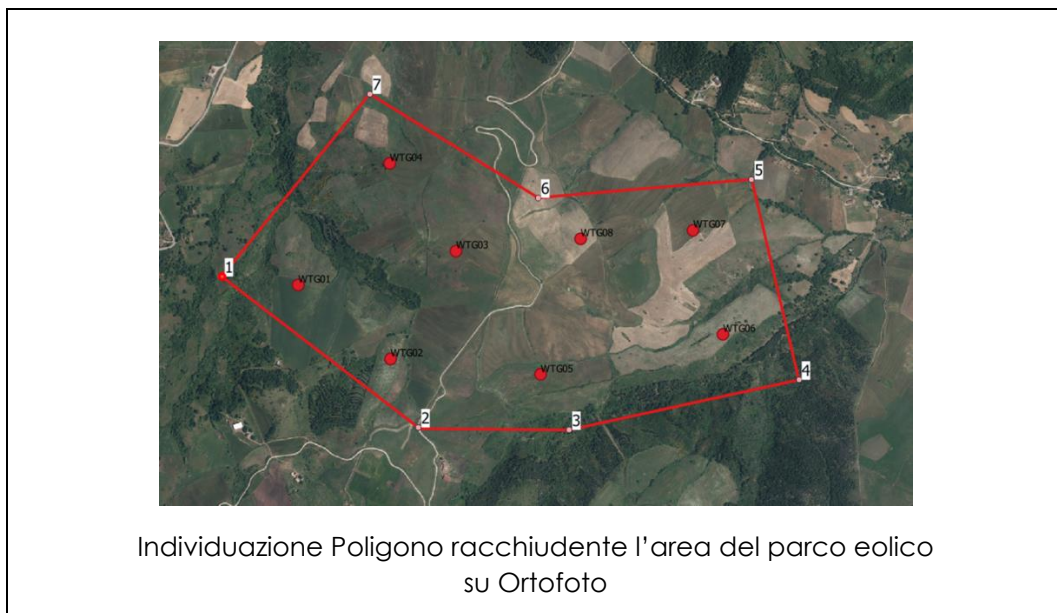 7
WTG04
5
6
WTG07
WTG08
WTG03
1
WTG01
WTG06
WTG02
WTG05
4
2
3
Individuazione Poligono racchiudente l’area del parco eolico
su Ortofoto